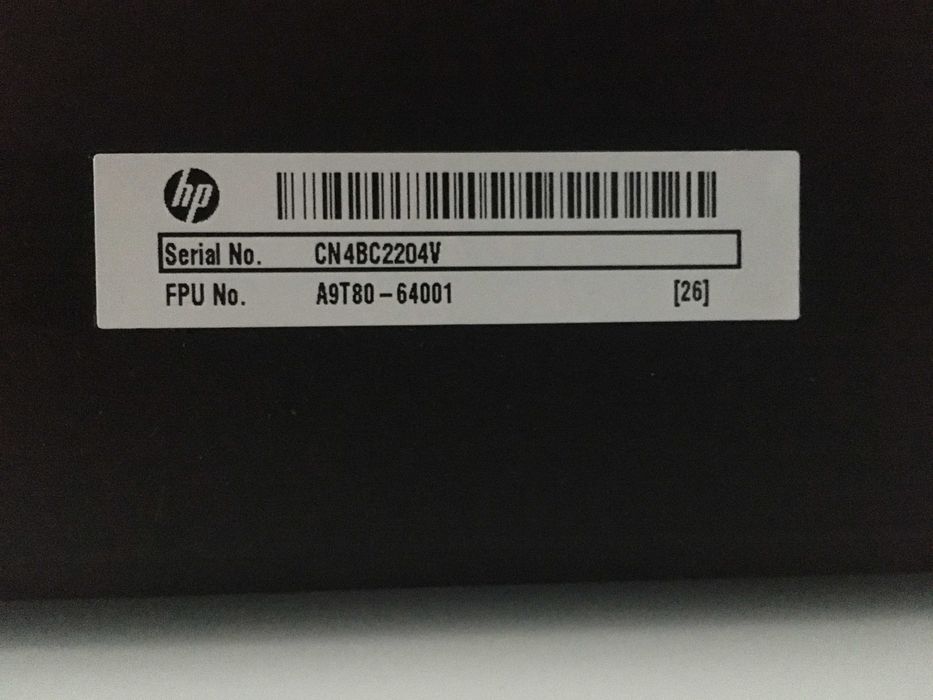 hp
Serial No. CN4BC2204V
FPU No. A9T80-64001 [26]